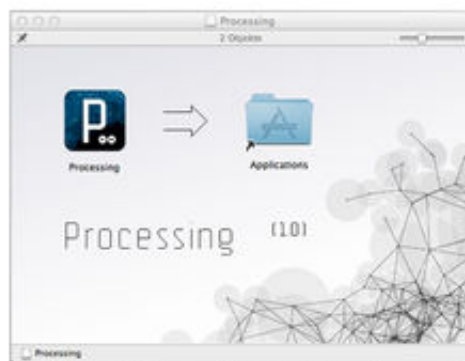 Processing
2 Objekte
P
Processing
Applications
Processing (1.0)
Processing